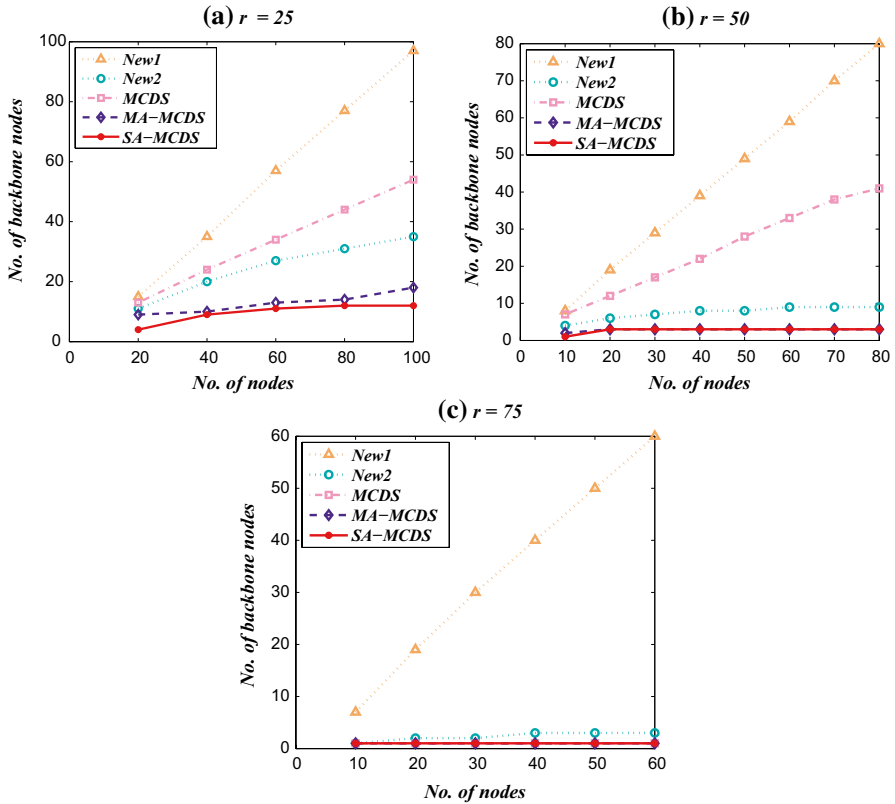 (a) r = 25
No. of backbone nodes
100
80
60
40
20
0
New1
New2
MCDS
MA−MCDS
SA−MCDS
0 20 40 60 80 100
No. of nodes
(b) r = 50
No. of backbone nodes
80
70
60
50
40
30
20
10
0
New1
New2
MCDS
MA−MCDS
SA−MCDS
0 10 20 30 40 50 60 70 80
No. of nodes
(c) r = 75
No. of backbone nodes
60
50
40
30
20
10
0
New1
New2
MCDS
MA−MCDS
SA−MCDS
0 10 20 30 40 50 60
No. of nodes